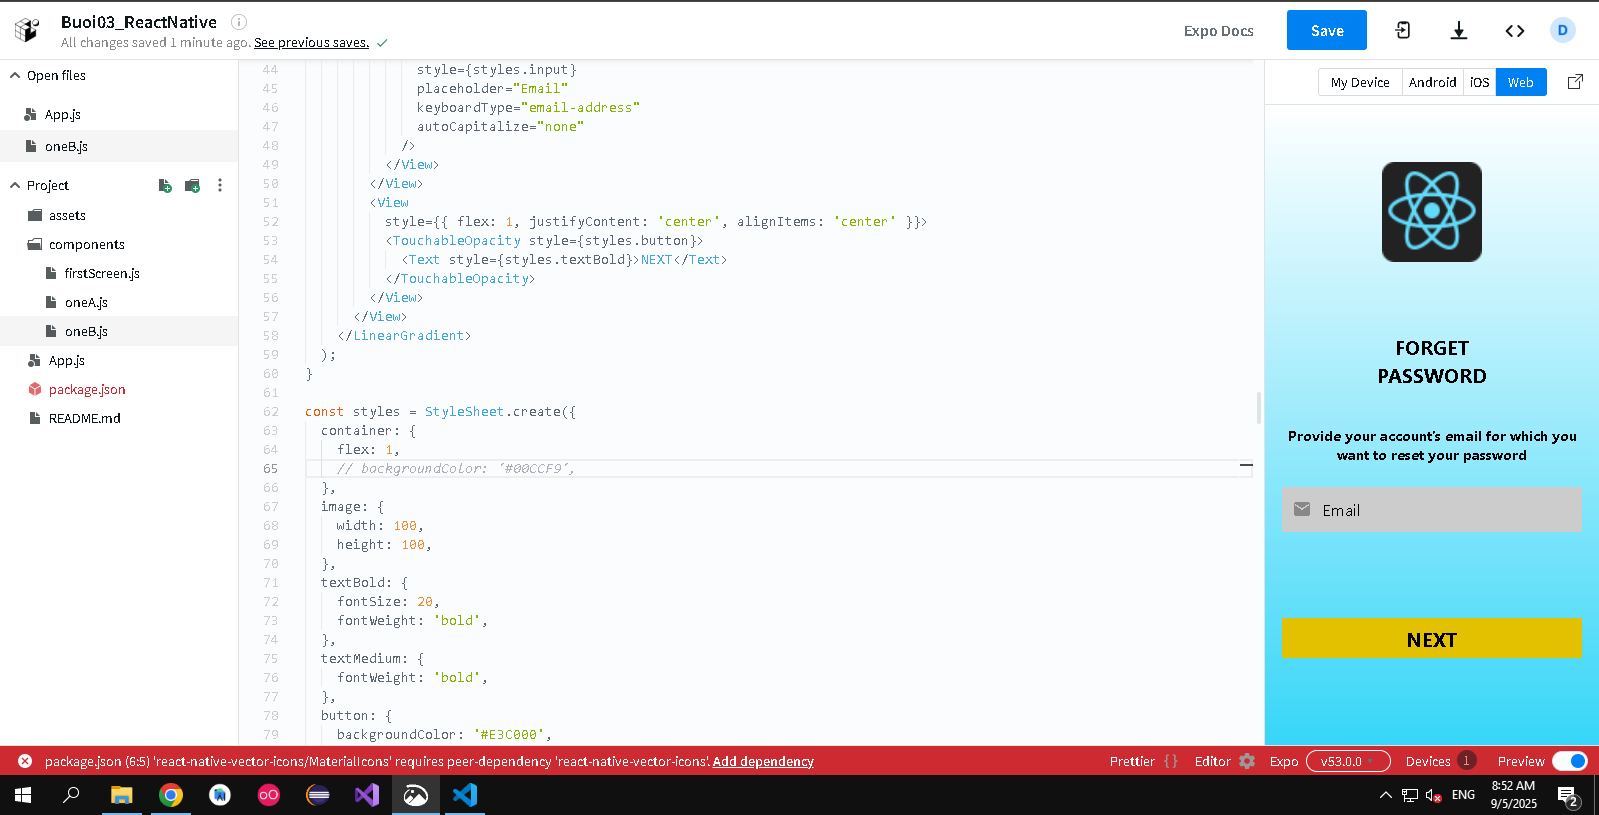 Buoi03_ReactNative
All changes saved 1 minute ago. See previous saves.
Expo Docs
Save
D
Open files
App.js
oneB.js
Project
assets
components
firstScreen.js
oneA.js
oneB.js
App.js
package.json
README.md
44 style={styles.input}
45 placeholder="Email"
46 keyboardType="email-address"
47 autoCapitalize="none"
48 />
49 </View>
50 </View>
51 <View
52 style={{ flex: 1, justifyContent: 'center', alignItems: 'center' }}>
53 <TouchableOpacity style={styles.button}>
54 <Text style={styles.textBold}>NEXT</Text>
55 </TouchableOpacity>
56 </View>
57 </View>
58 </LinearGradient>
59 );
60 }
61
62 const styles = StyleSheet.create({
63 container: {
64 flex: 1,
65 // backgroundColor: '#00CCF9',
66 },
67 image: {
68 width: 100,
69 height: 100,
70 },
71 textBold: {
72 fontSize: 20,
73 fontWeight: 'bold',
74 },
75 textMedium: {
76 fontWeight: 'bold',
77 },
78 button: {
79 backgroundColor: '#E3C000',
My Device Android iOS Web
FORGET
PASSWORD
Provide your account's email for which you
want to reset your password
Email
NEXT
package.json (6:5) 'react-native-vector-icons/MaterialIcons' requires peer-dependency 'react-native-vector-icons'. Add dependency
Prettier { } Editor Expo v53.0.0 Devices 1 Preview
ENG
8:52 AM
9/5/2025
2